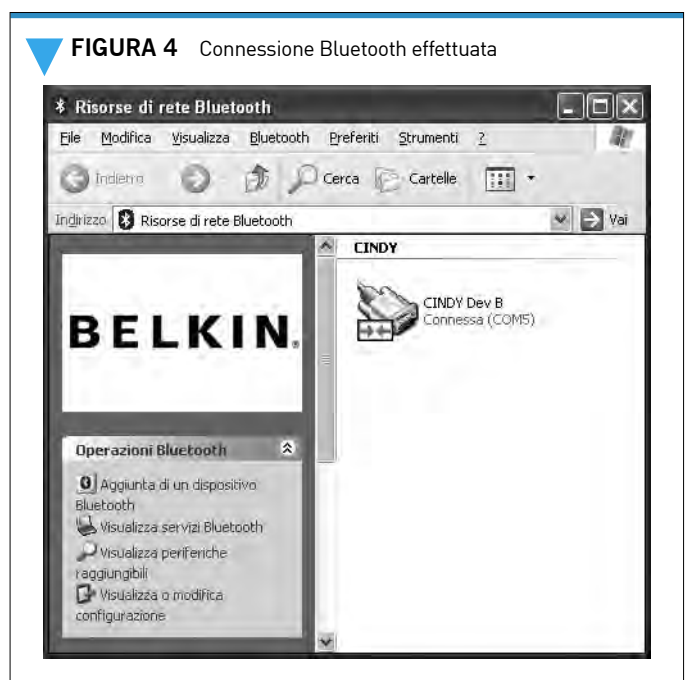 FIGURA 4 Connessione Bluetooth effettuata
Risorse di rete Bluetooth
File Modifica Visualizza Bluetooth Preferiti Strumenti ?
Indietro Cerca Cartelle
Indirizzo Risorse di rete Bluetooth Vai
CINDY
CINDY Dev B
Connessa (COM5)
BELKIN.
Operazioni Bluetooth
Aggiunta di un dispositivo
Bluetooth
Visualizza servizi Bluetooth
Visualizza periferiche
raggiungibili
Visualizza o modifica
configurazione